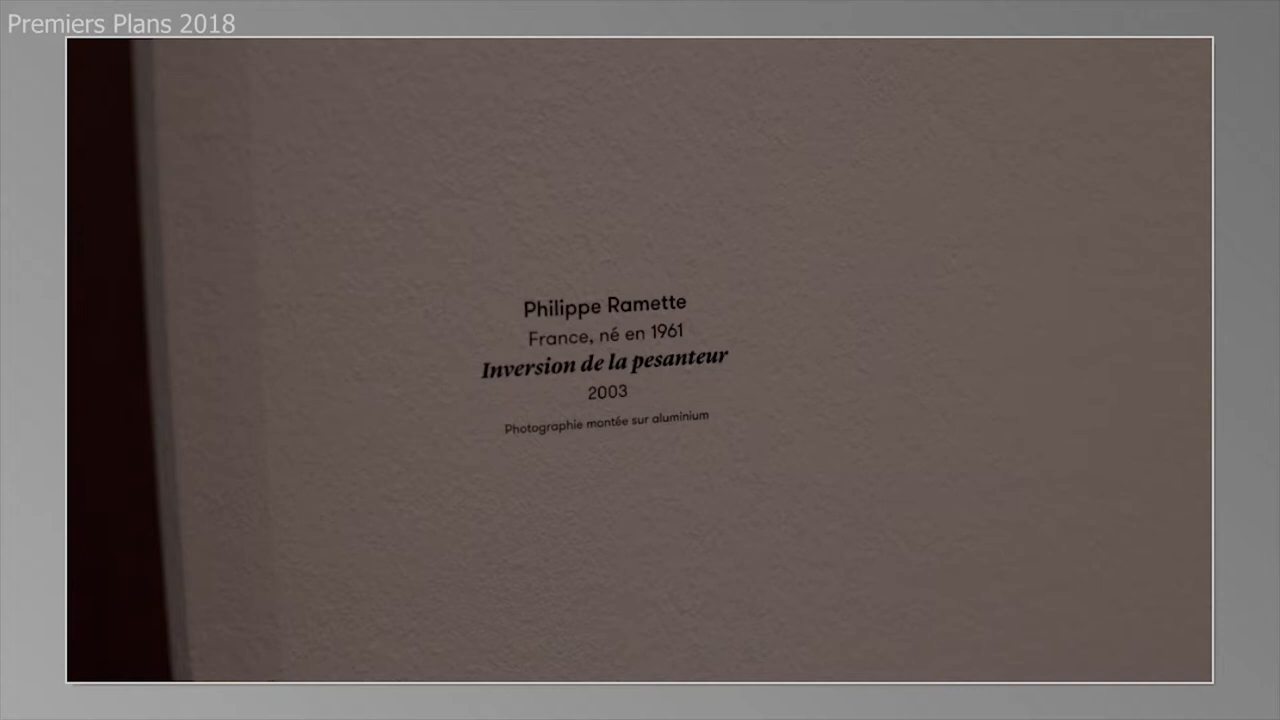 Premiers Plans 2018
Philippe Ramette
France, né en 1961
Inversion de la pesanteur
2003
Photographie montée sur aluminium